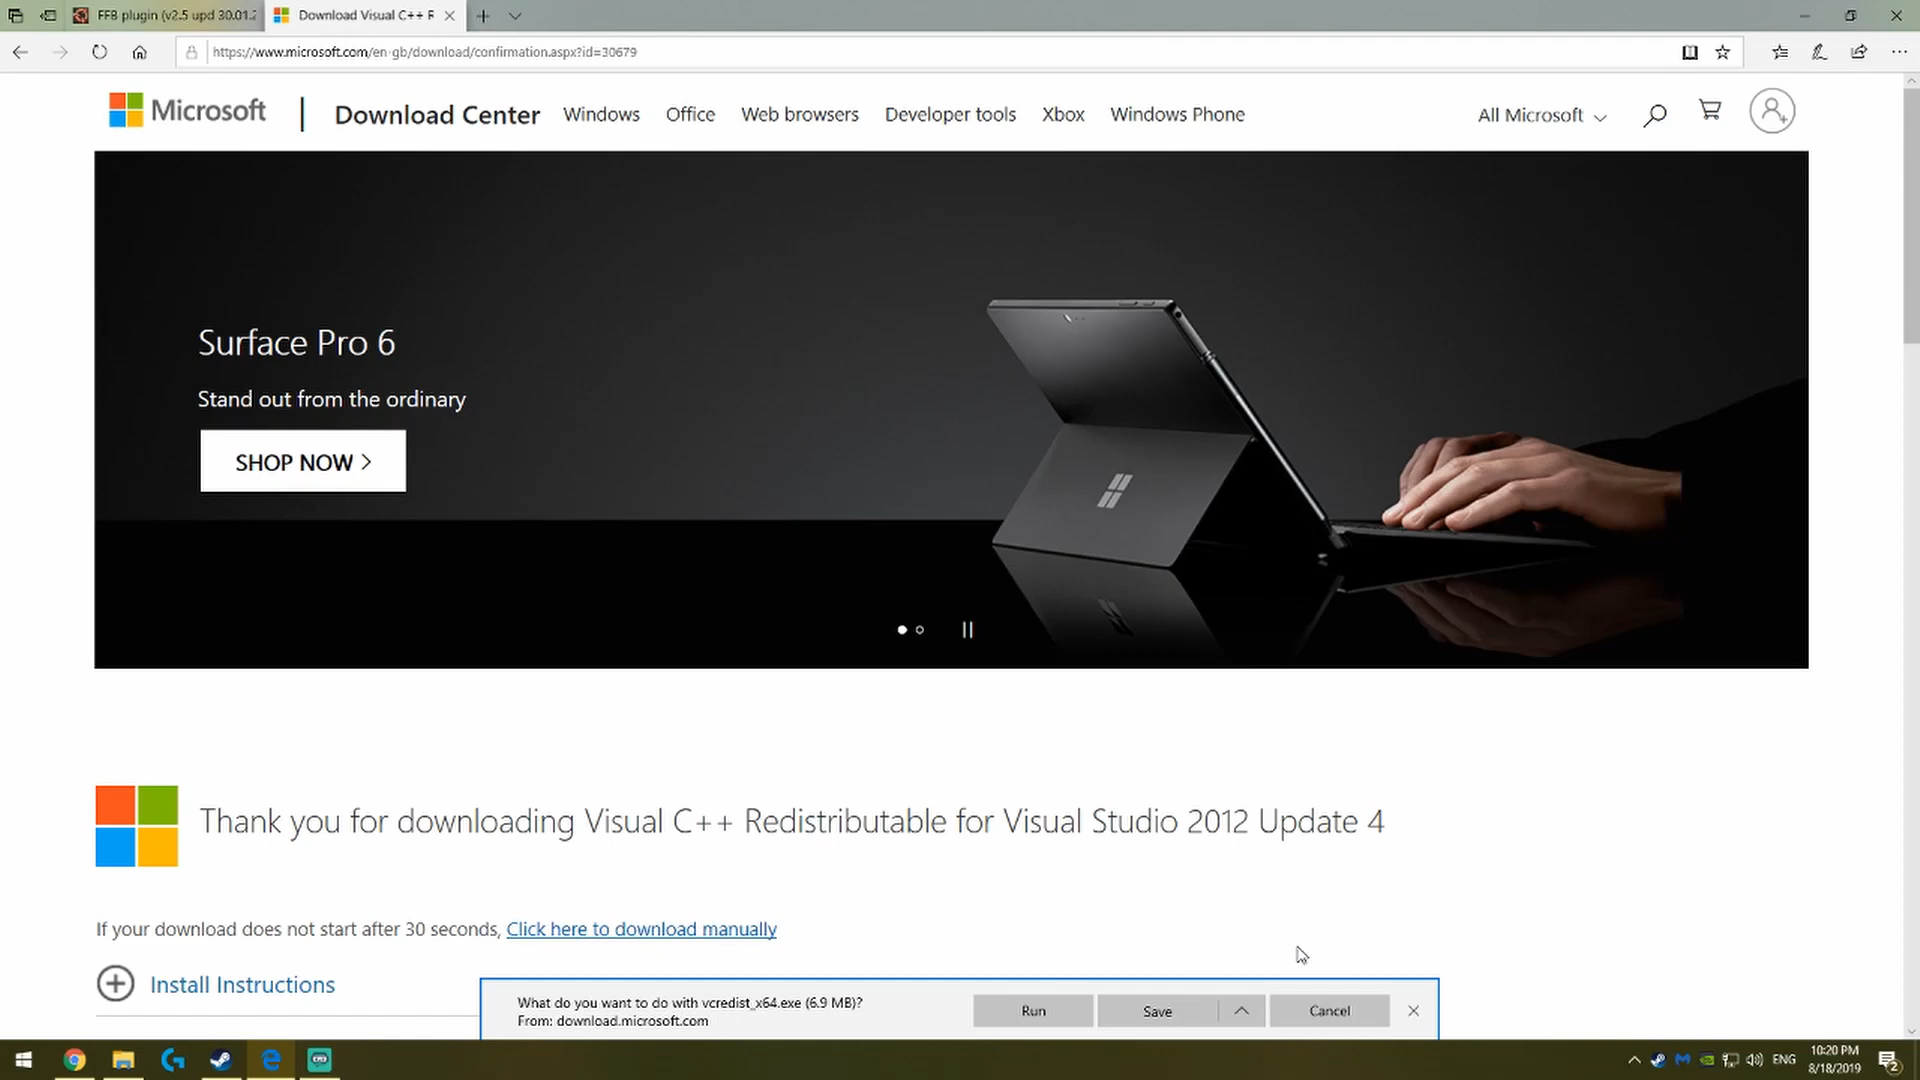 FFB plugin (v2.5 upd 30.01.2
Download Visual C++ R
https://www.microsoft.com/en-gb/download/confirmation.aspx?id=30679
Microsoft
Download Center
Windows
Office
Web browsers
Developer tools
Xbox
Windows Phone
All Microsoft
Surface Pro 6
Stand out from the ordinary
SHOP NOW
Thank you for downloading Visual C++ Redistributable for Visual Studio 2012 Update 4
If your download does not start after 30 seconds, Click here to download manually
Install Instructions
What do you want to do with vcredist_x64.exe (6.9 MB)?
From: download.microsoft.com
Run
Save
Cancel
ENG
10:20 PM
8/18/2019
2